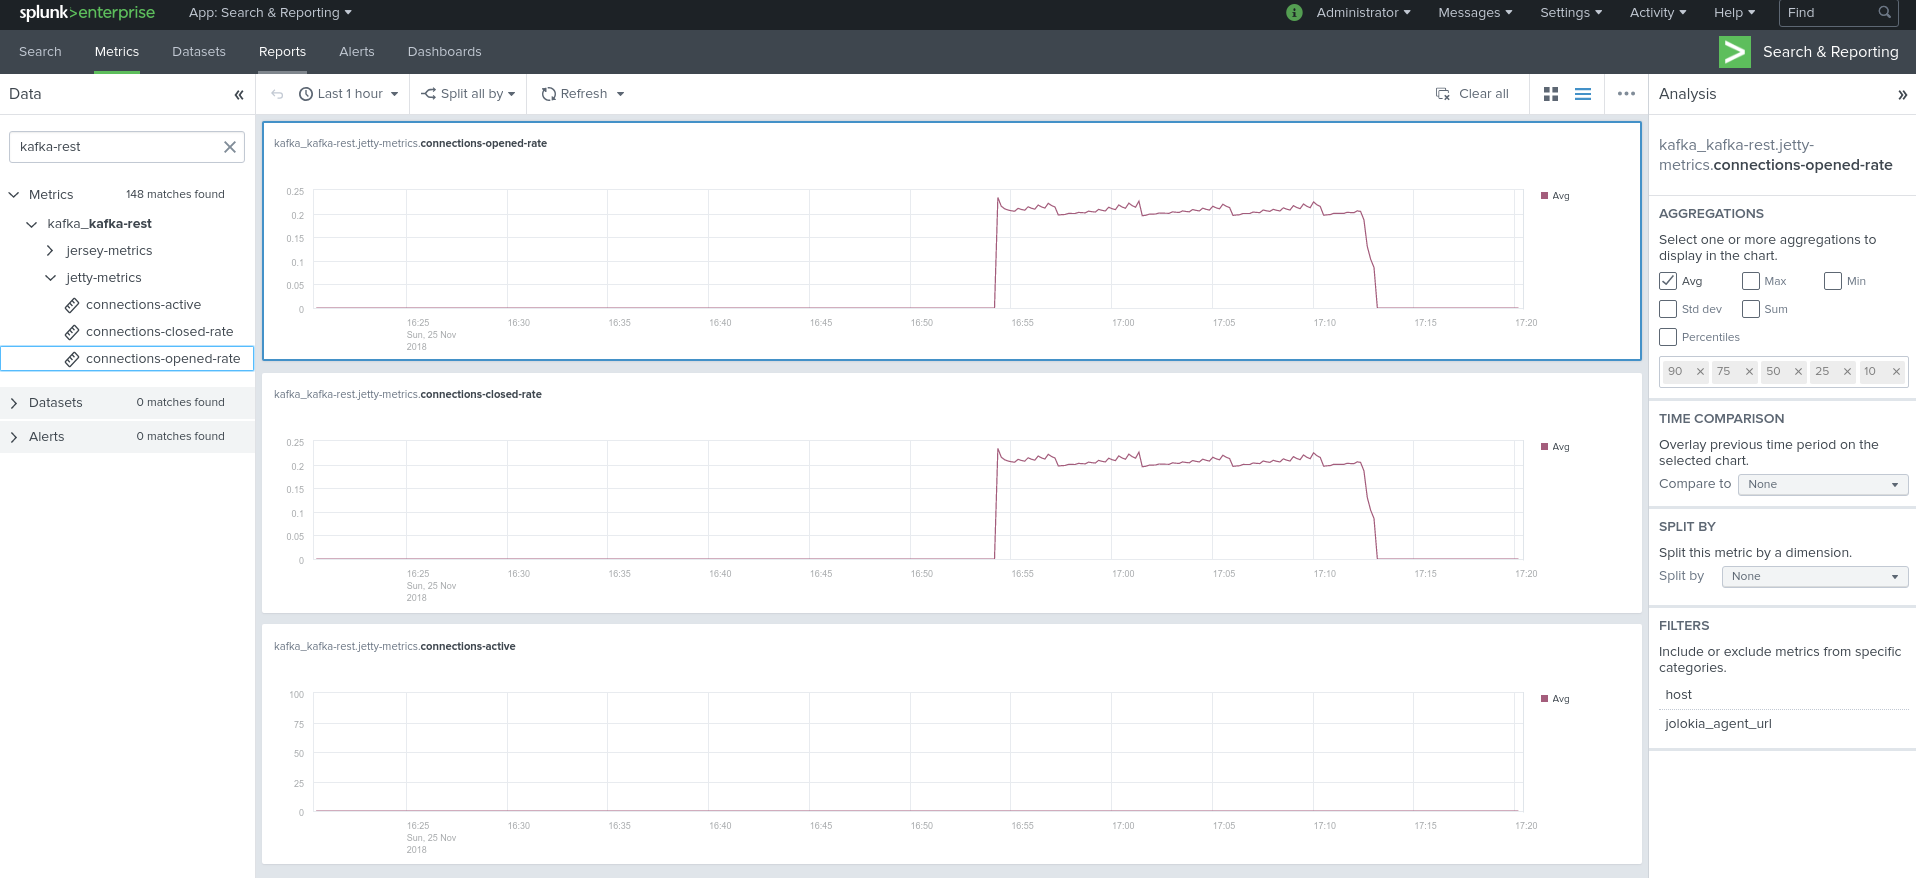 splunk>enterprise App: Search & Reporting
i Administrator Messages Settings Activity Help Find
Search Metrics Datasets Reports Alerts Dashboards
Search & Reporting
Data
kafka-rest
Metrics 148 matches found
kafka_kafka-rest
jersey-metrics
jetty-metrics
connections-active
connections-closed-rate
connections-opened-rate
Datasets 0 matches found
Alerts 0 matches found
Last 1 hour Split all by Refresh Clear all
kafka_kafka-rest.jetty-metrics.connections-opened-rate
0.25
0.2
0.15
0.1
0.05
0
16:25 16:30 16:35 16:40 16:45 16:50 16:55 17:00 17:05 17:10 17:15 17:20
Sun, 25 Nov
2018
Avg
kafka_kafka-rest.jetty-metrics.connections-closed-rate
0.25
0.2
0.15
0.1
0.05
0
16:25 16:30 16:35 16:40 16:45 16:50 16:55 17:00 17:05 17:10 17:15 17:20
Sun, 25 Nov
2018
Avg
kafka_kafka-rest.jetty-metrics.connections-active
100
75
50
25
0
16:25 16:30 16:35 16:40 16:45 16:50 16:55 17:00 17:05 17:10 17:15 17:20
Sun, 25 Nov
2018
Avg
Analysis
kafka_kafka-rest.jetty-
metrics.connections-opened-rate
AGGREGATIONS
Select one or more aggregations to
display in the chart.
Avg Max Min
Std dev Sum
Percentiles
90 75 50 25 10
TIME COMPARISON
Overlay previous time period on the
selected chart.
Compare to None
SPLIT BY
Split this metric by a dimension.
Split by None
FILTERS
Include or exclude metrics from specific
categories.
host
jolokia_agent_url